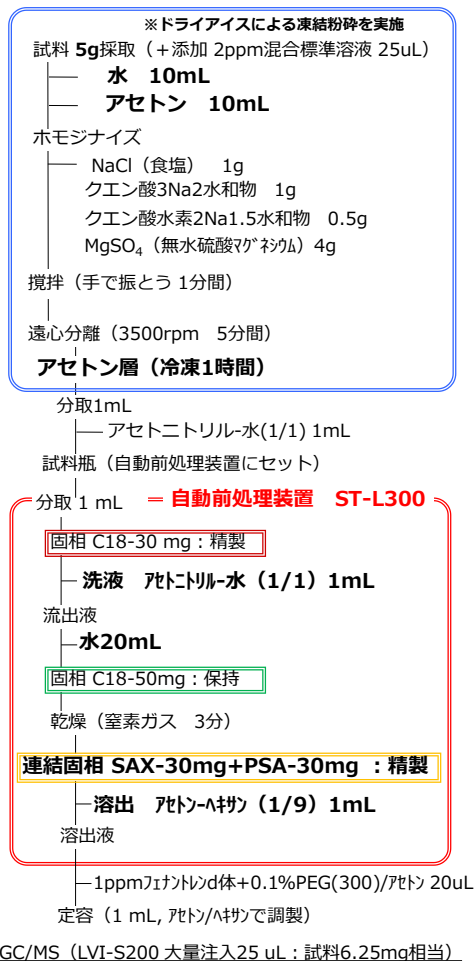 ※ドライアイスによる凍結粉砕を実施
試料 5g採取（＋添加 2ppm混合標準溶液 25uL）
水　10mL
アセトン　10mL
ホモジナイズ
NaCl（食塩）　1g
クエン酸3Na2水和物　1g
クエン酸水素2Na1.5水和物　0.5g
MgSO₄（無水硫酸ﾏｸﾞﾈｼｳﾑ）4g
撹拌（手で振とう 1分間）
遠心分離（3500rpm　5分間）
アセトン層（冷凍1時間）
分取1mL
アセトニトリル-水(1/1) 1mL
試料瓶（自動前処理装置にセット）
分取 1 mL
自動前処理装置　ST-L300
固相 C18-30 mg：精製
洗液　ｱｾﾄﾆﾄﾘﾙ-水（1/1）1mL
流出液
水20mL
固相 C18-50mg：保持
乾燥（窒素ガス　3分）
連結固相 SAX-30mg+PSA-30mg ：精製
溶出　ｱｾﾄﾝ-ﾍｷｻﾝ（1/9）1mL
溶出液
1ppmﾌｪﾅﾝﾄﾚﾝd体+0.1%PEG(300)/ｱｾﾄﾝ 20uL
定容（1 mL, ｱｾﾄﾝ/ﾍｷｻﾝで調製）
GC/MS（LVI-S200 大量注入25 uL：試料6.25mg相当）